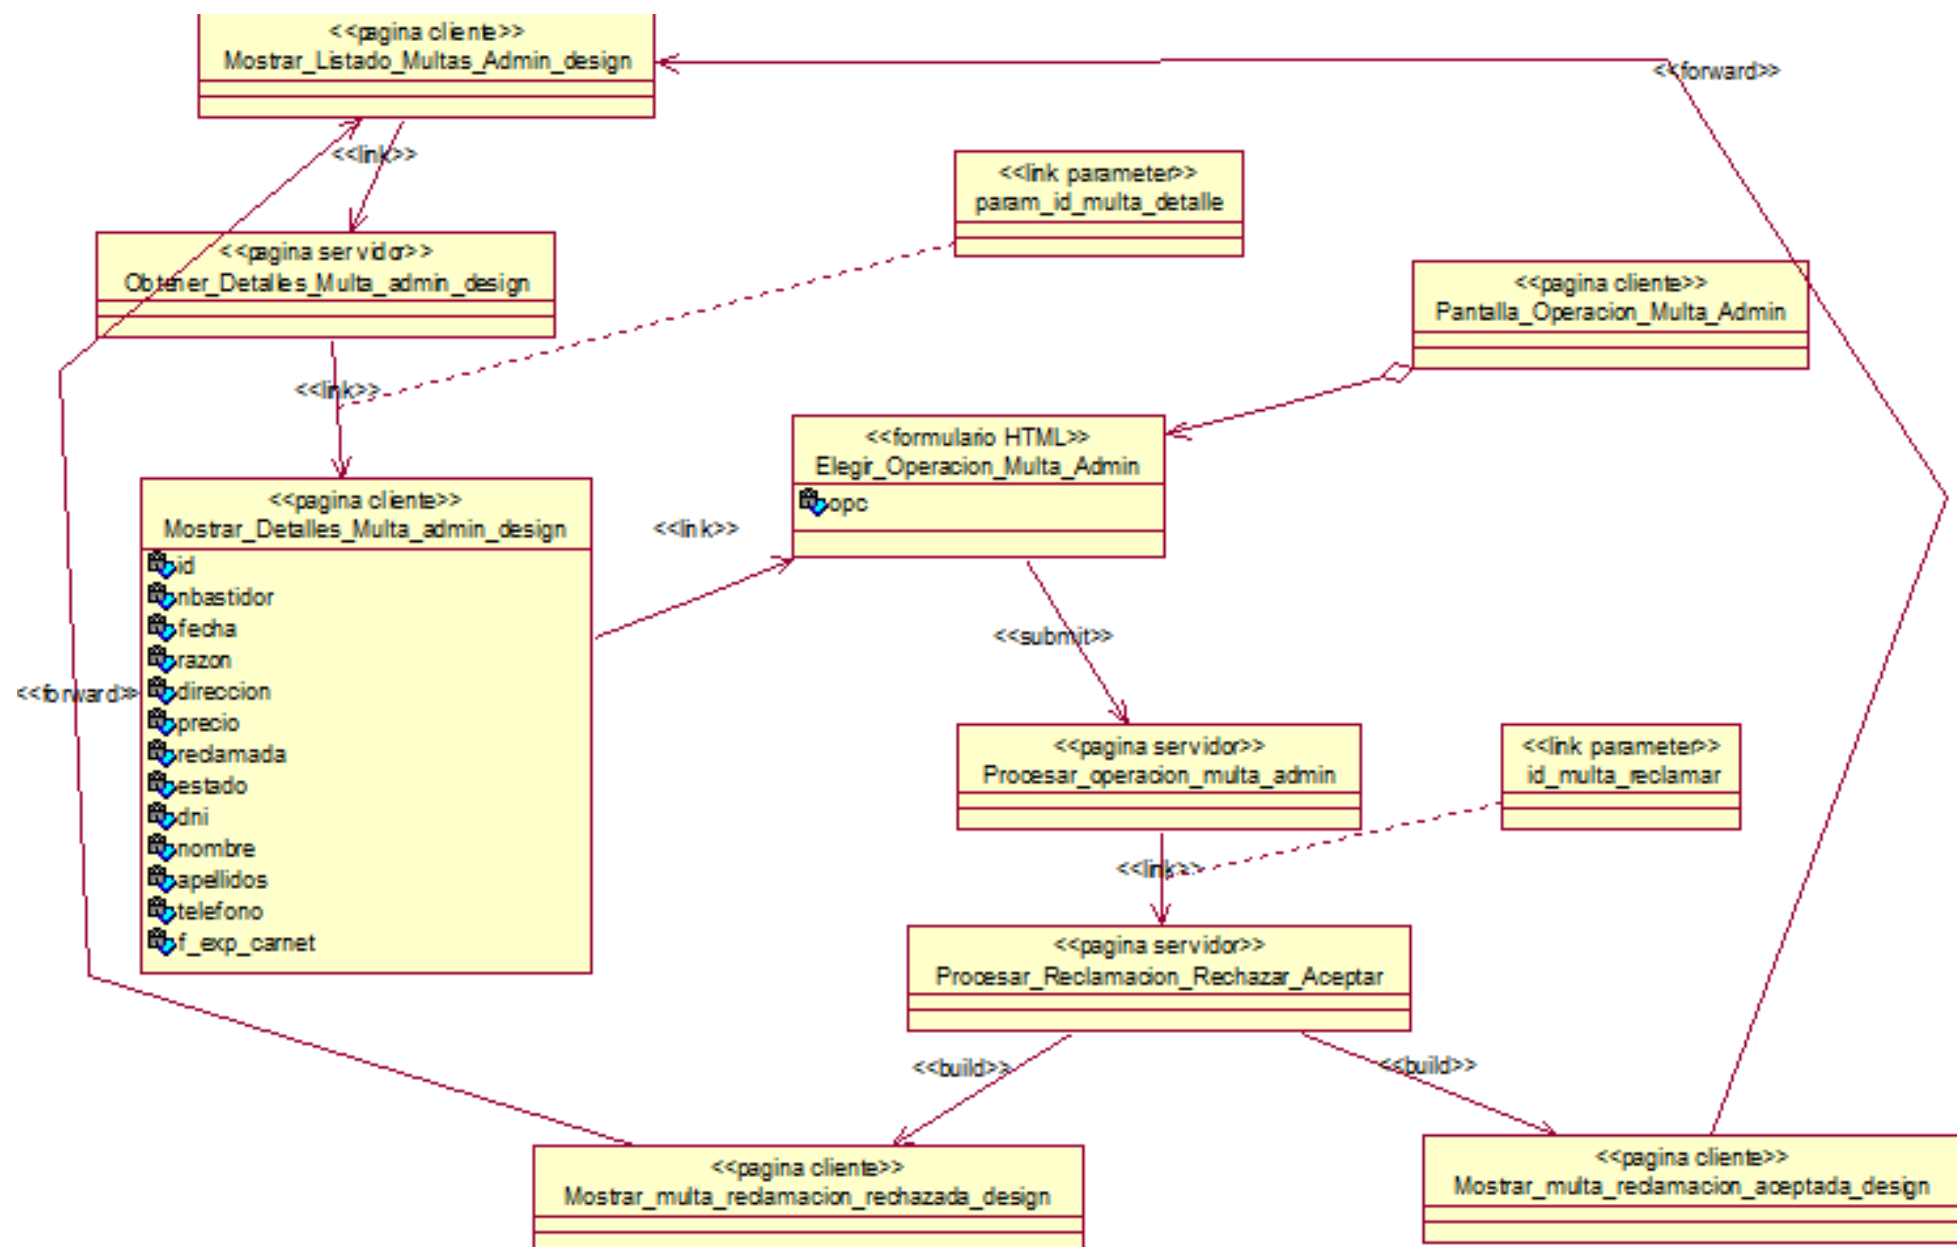 <<pagina cliente>>
Mostrar_Listado_Multas_Admin_design
<<forward>>
<<link>>
<<link parameter>>
param_id_multa_detalle
<<pagina servidor>>
Obtener_Detalles_Multa_admin_design
<<pagina cliente>>
Pantalla_Operacion_Multa_Admin
<<link>>
<<formulario HTML>>
Elegir_Operacion_Multa_Admin
opc
<<pagina cliente>>
Mostrar_Detalles_Multa_admin_design
id
nbastidor
fecha
razon
direccion
precio
reclamada
estado
dni
nombre
apellidos
telefono
f_exp_carnet
<<link>>
<<submit>>
<<forward>>
<<pagina servidor>>
Procesar_operacion_multa_admin
<<link parameter>>
id_multa_reclamar
<<link>>
<<pagina servidor>>
Procesar_Reclamacion_Rechazar_Aceptar
<<build>>
<<build>>
<<pagina cliente>>
Mostrar_multa_reclamacion_rechazada_design
<<pagina cliente>>
Mostrar_multa_reclamacion_aceptada_design